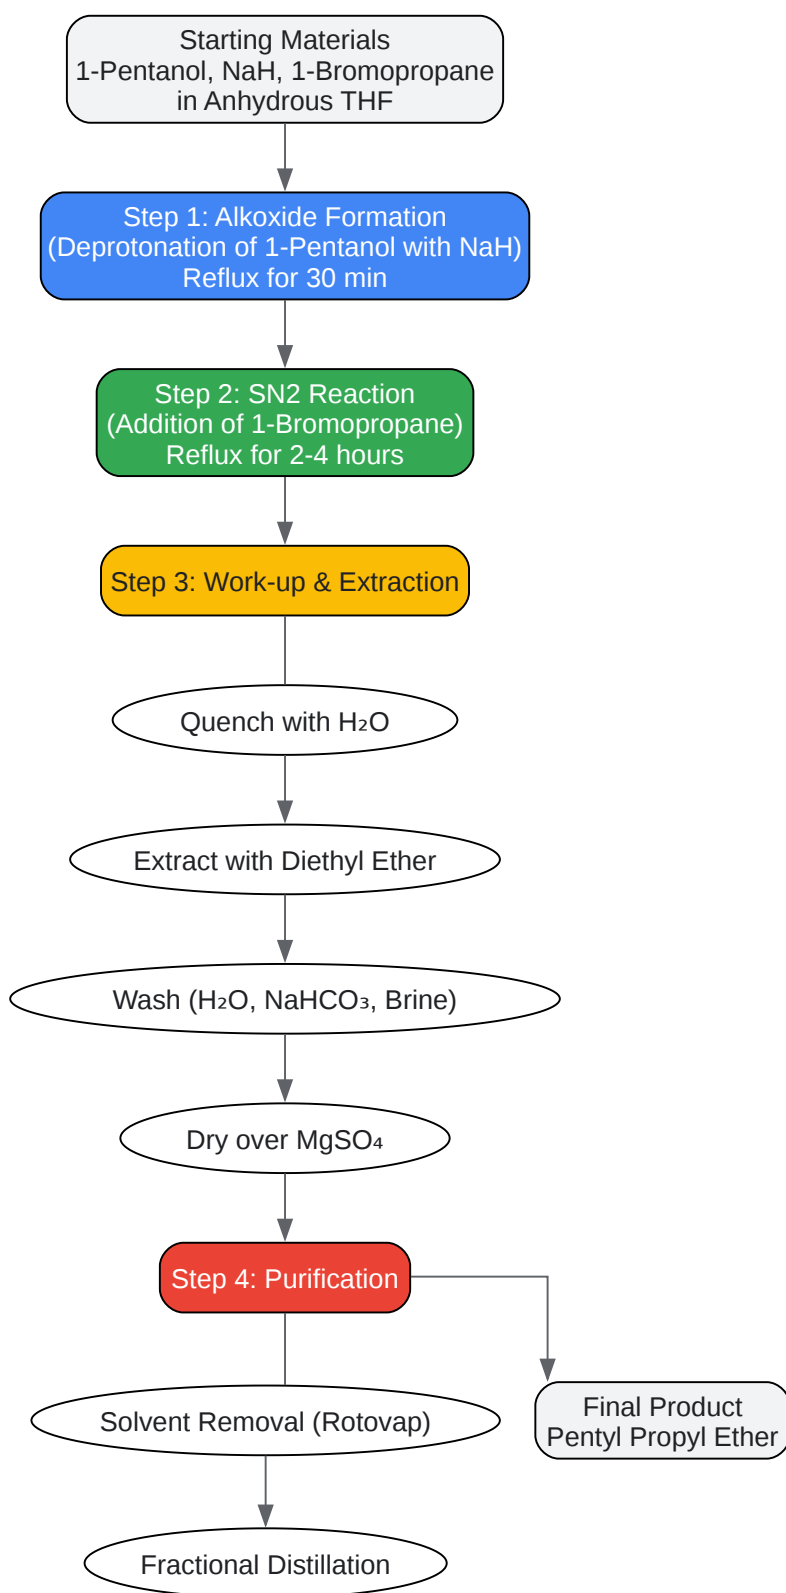 Starting Materials
1-Pentanol, NaH, 1-Bromopropane
in Anhydrous THF
Step 1: Alkoxide Formation
(Deprotonation of 1-Pentanol with NaH)
Reflux for 30 min
Step 2: SN2 Reaction
(Addition of 1-Bromopropane)
Reflux for 2-4 hours
Step 3: Work-up & Extraction
Quench with H₂O
Extract with Diethyl Ether
Wash (H₂O, NaHCO₃, Brine)
Dry over MgSO₄
Step 4: Purification
Solvent Removal (Rotovap)
Final Product
Pentyl Propyl Ether
Fractional Distillation